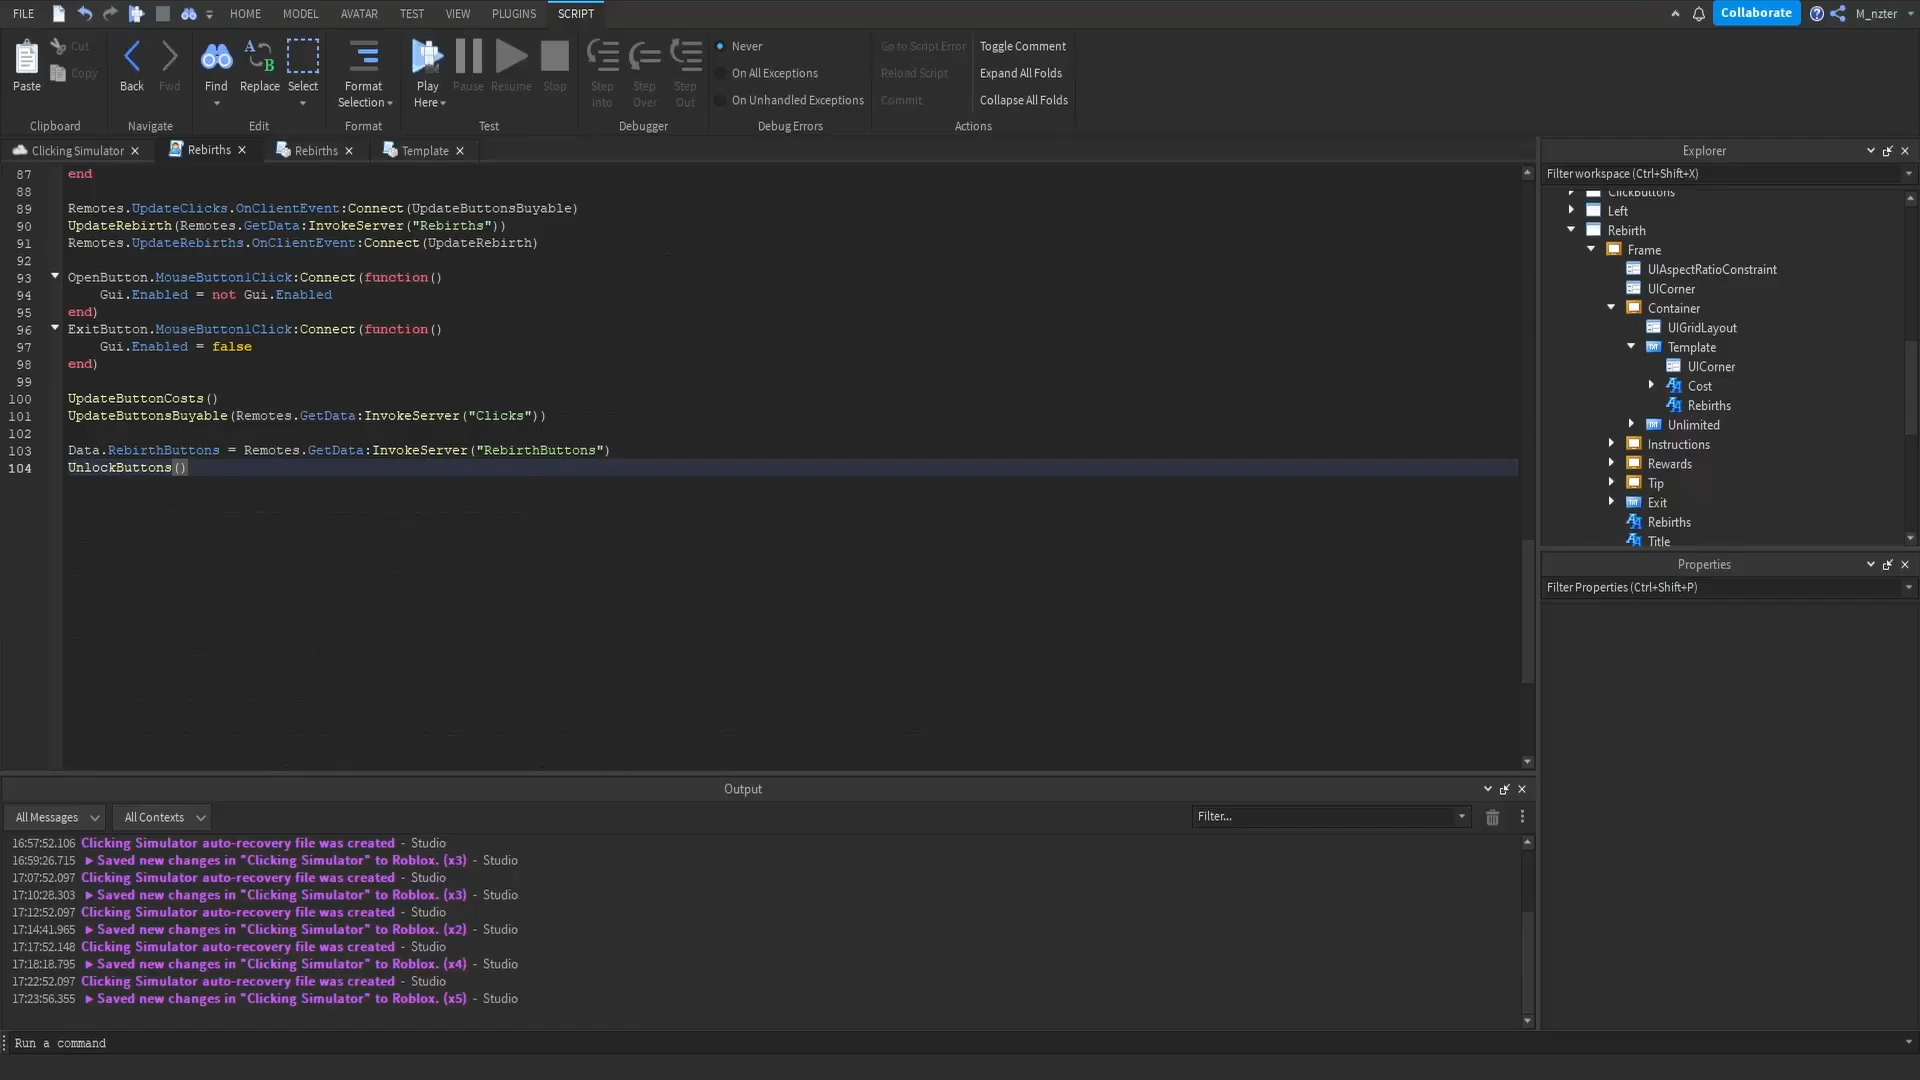 FILE HOME MODEL AVATAR TEST VIEW PLUGINS SCRIPT Collaborate M_nzter
Paste Cut Copy Back Fwd Find Replace Select Format Selection Play Here Pause Resume Stop Step Into Step Over Step Out
Never
On All Exceptions
On Unhandled Exceptions
Go to Script Error
Reload Script
Commit
Toggle Comment
Expand All Folds
Collapse All Folds
Clipboard Navigate Edit Format Test Debugger Debug Errors Actions
Clicking Simulator Rebirths Rebirths Template
87 end
88
89 Remotes.UpdateClicks.OnClientEvent:Connect(UpdateButtonsBuyable)
90 UpdateRebirth(Remotes.GetData:InvokeServer("Rebirths"))
91 Remotes.UpdateRebirths.OnClientEvent:Connect(UpdateRebirth)
92
93 OpenButton.MouseButton1Click:Connect(function()
94 Gui.Enabled = not Gui.Enabled
95 end)
96 ExitButton.MouseButton1Click:Connect(function()
97 Gui.Enabled = false
98 end)
99
100 UpdateButtonCosts()
101 UpdateButtonsBuyable(Remotes.GetData:InvokeServer("Clicks"))
102
103 Data.RebirthButtons = Remotes.GetData:InvokeServer("RebirthButtons")
104 UnlockButtons()
Explorer
Filter workspace (Ctrl+Shift+X)
ClickButtons
Left
Rebirth
Frame
UIAspectRatioConstraint
UICorner
Container
UIGridLayout
Template
UICorner
Cost
Rebirths
Unlimited
Instructions
Rewards
Tip
Exit
Rebirths
Title
Properties
Filter Properties (Ctrl+Shift+P)
Output
All Messages All Contexts Filter...
16:57:52.106 Clicking Simulator auto-recovery file was created - Studio
16:59:26.715 Saved new changes in "Clicking Simulator" to Roblox. (x3) - Studio
17:07:52.097 Clicking Simulator auto-recovery file was created - Studio
17:10:28.303 Saved new changes in "Clicking Simulator" to Roblox. (x3) - Studio
17:12:52.097 Clicking Simulator auto-recovery file was created - Studio
17:14:41.965 Saved new changes in "Clicking Simulator" to Roblox. (x2) - Studio
17:17:52.148 Clicking Simulator auto-recovery file was created - Studio
17:18:18.795 Saved new changes in "Clicking Simulator" to Roblox. (x4) - Studio
17:22:52.097 Clicking Simulator auto-recovery file was created - Studio
17:23:56.355 Saved new changes in "Clicking Simulator" to Roblox. (x5) - Studio
Run a command